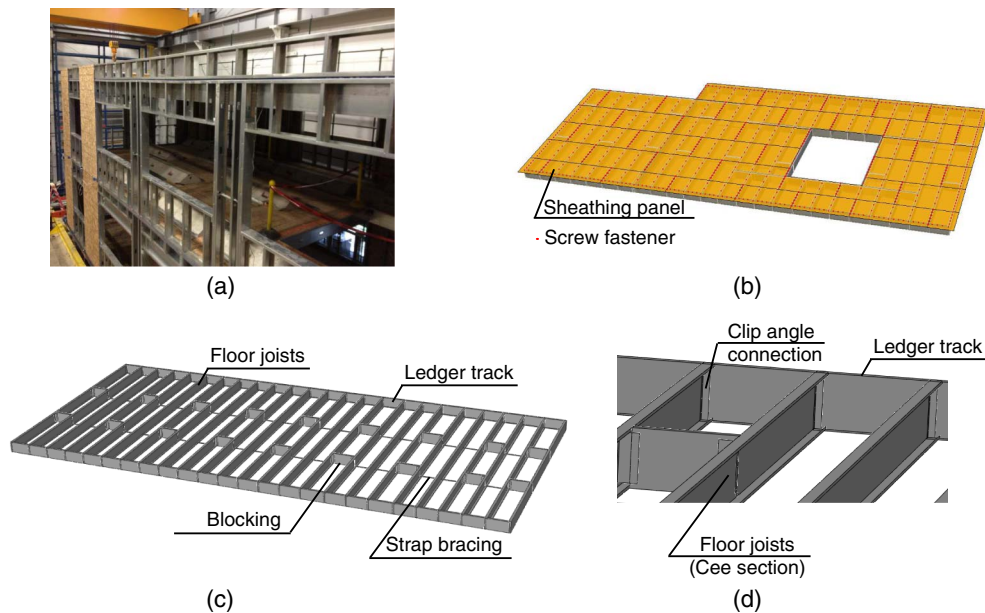 Sheathing panel
- Screw fastener
(a)
(b)
Floor joists
Ledger track
Blocking
Strap bracing
(c)
Clip angle
connection
Ledger track
Floor joists
(Cee section)
(d)